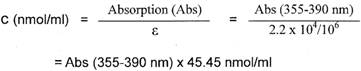 c (nmol/ml) = Absorption (Abs) / ε = Abs (355-390 nm) / 2.2 x 10⁴/10⁶
= Abs (355-390 nm) x 45.45 nmol/ml